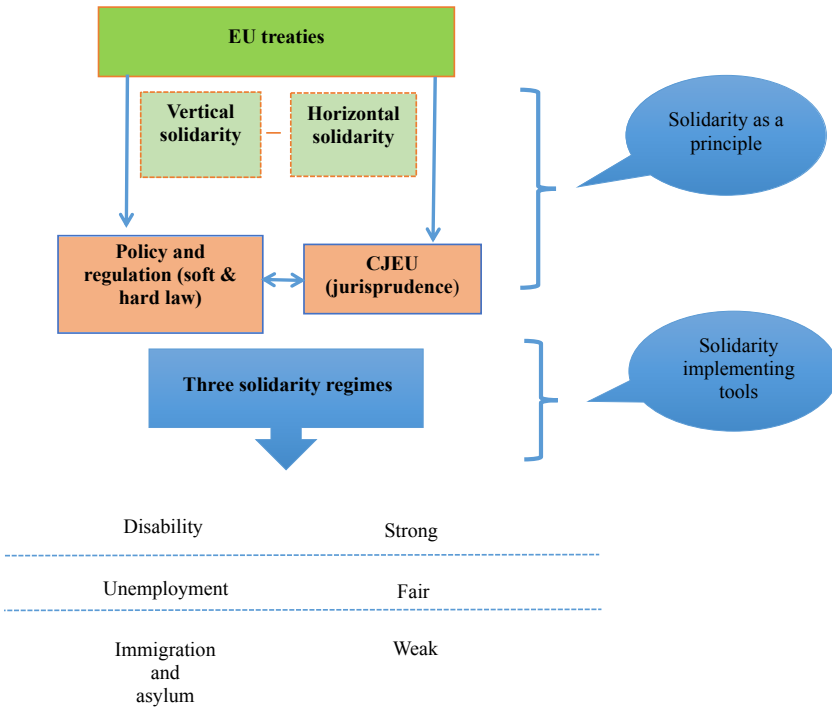 EU treaties
Vertical
solidarity
–
Horizontal
solidarity
Solidarity as a
principle
Policy and
regulation (soft &
hard law)
CJEU
(jurisprudence)
Three solidarity regimes
Solidarity
implementing
tools
Disability
Strong
Unemployment
Fair
Immigration
and
asylum
Weak